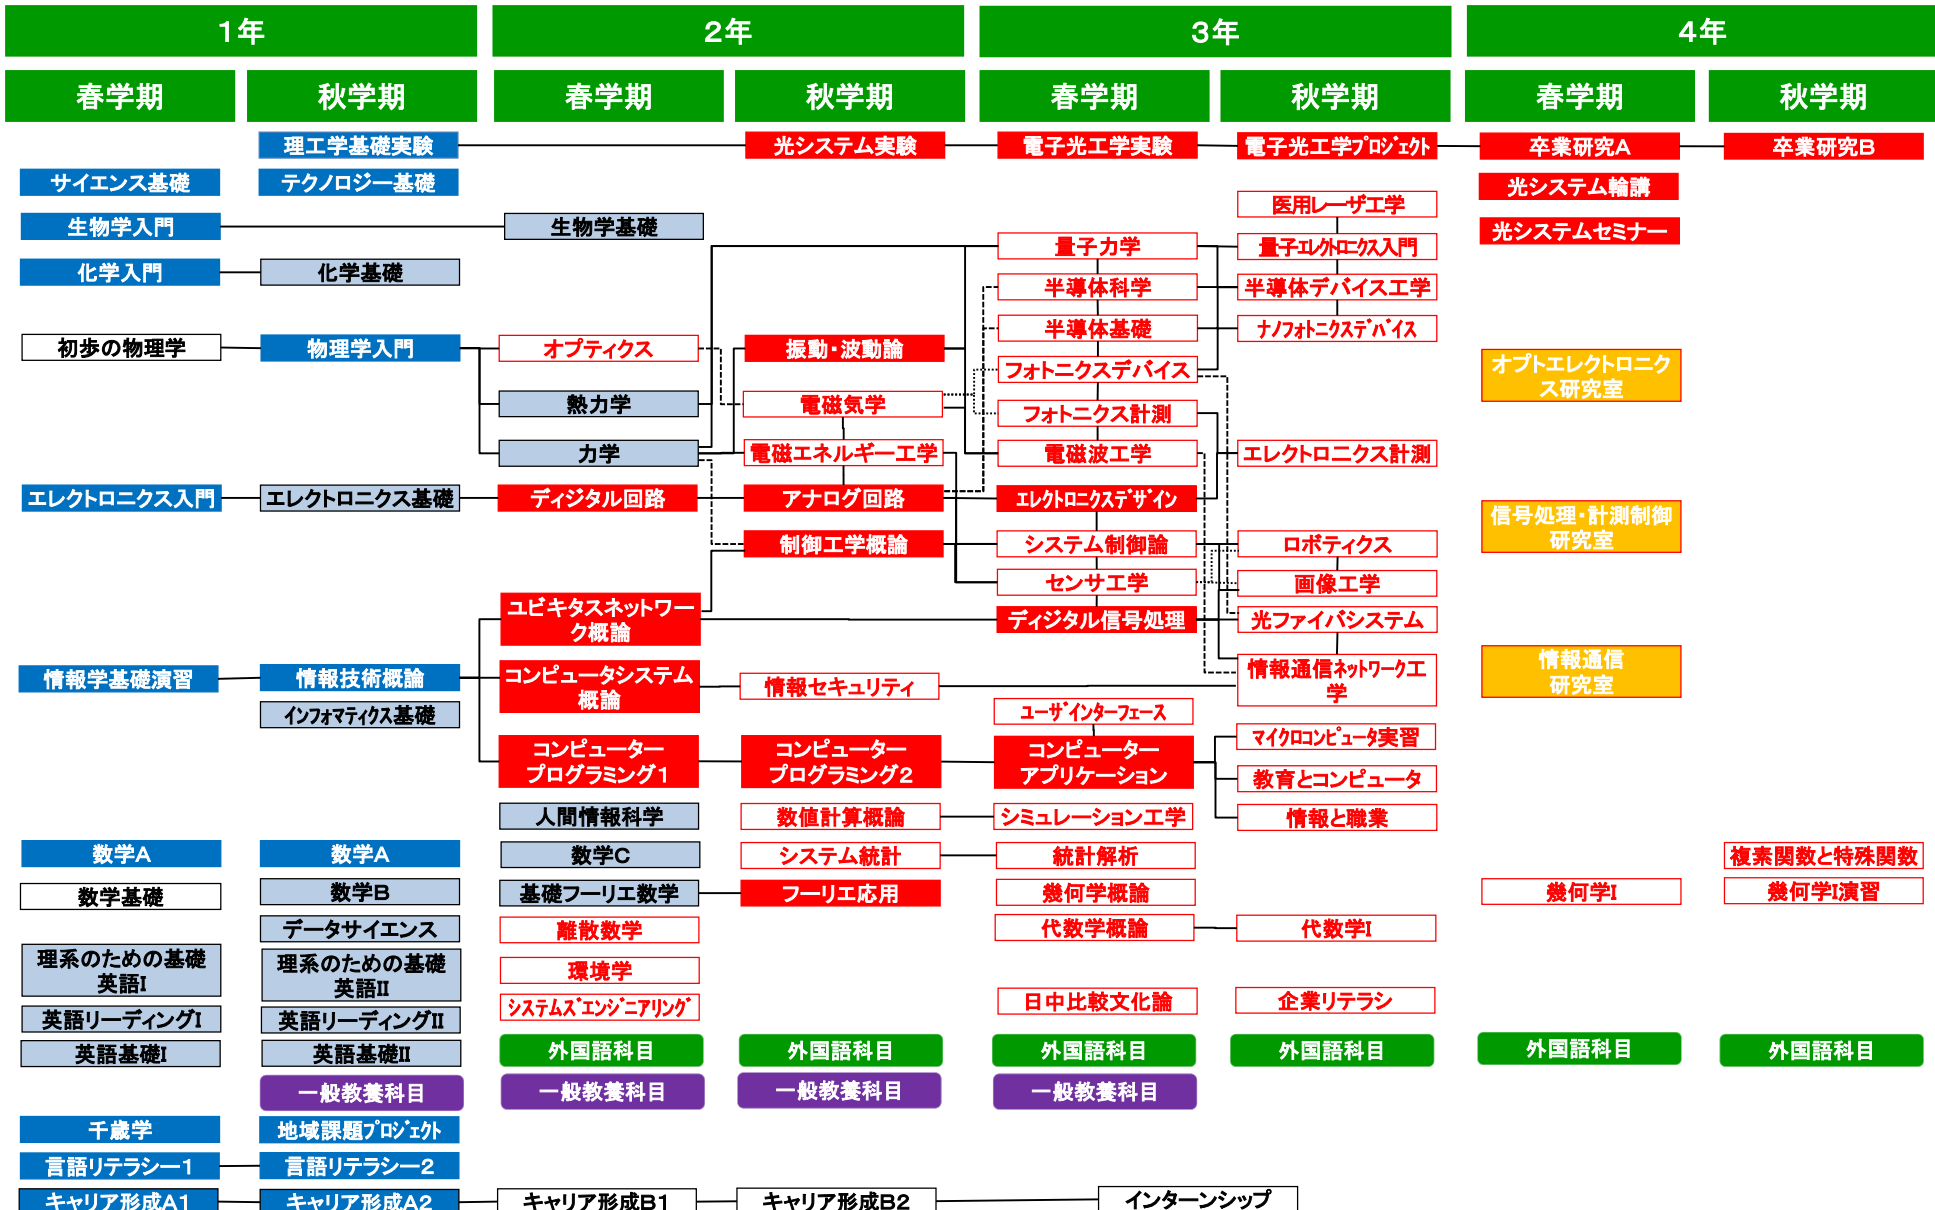 1年
2年
3年
4年
春学期
秋学期
春学期
秋学期
春学期
秋学期
春学期
秋学期
理工学基礎実験
光システム実験
電子光工学実験
電子光工学プロジェクト
卒業研究A
卒業研究B
サイエンス基礎
テクノロジー基礎
光システム輪講
医用レーザ工学
生物学入門
生物学基礎
光システムセミナー
量子力学
量子エレクトロニクス入門
化学入門
化学基礎
半導体科学
半導体デバイス工学
半導体基礎
ナノフォトニクスデバイス
初歩の物理学
物理学入門
オプティクス
振動・波動論
フォトニクスデバイス
オプトエレクトロニク
ス研究室
熱力学
電磁気学
フォトニクス計測
力学
電磁エネルギー工学
電磁波工学
エレクトロニクス計測
エレクトロニクス入門
エレクトロニクス基礎
ディジタル回路
アナログ回路
エレクトロニクスデザイン
信号処理・計測制御
研究室
制御工学概論
システム制御論
ロボティクス
センサ工学
画像工学
ユビキタスネットワー
ク概論
ディジタル信号処理
光ファイバシステム
情報学基礎演習
情報技術概論
コンピュータシステム
概論
情報セキュリティ
情報通信ネットワーク工
学
情報通信
研究室
インフォマティクス基礎
ユーザインターフェース
コンピューター
プログラミング1
コンピューター
プログラミング2
コンピューター
アプリケーション
マイクロコンピュータ実習
教育とコンピュータ
人間情報科学
数値計算概論
シミュレーション工学
情報と職業
数学A
数学A
数学C
システム統計
統計解析
複素関数と特殊関数
数学基礎
数学B
基礎フーリエ数学
フーリエ応用
幾何学概論
幾何学I
幾何学I演習
データサイエンス
離散数学
代数学概論
代数学I
理系のための基礎
英語I
理系のための基礎
英語II
環境学
英語リーディングI
英語リーディングII
システムズエンジニアリング
日中比較文化論
企業リテラシ
英語基礎I
英語基礎II
外国語科目
外国語科目
外国語科目
外国語科目
外国語科目
外国語科目
一般教養科目
一般教養科目
一般教養科目
一般教養科目
千歳学
地域課題プロジェクト
言語リテラシー1
言語リテラシー2
キャリア形成A1
キャリア形成A2
キャリア形成B1
キャリア形成B2
インターンシップ